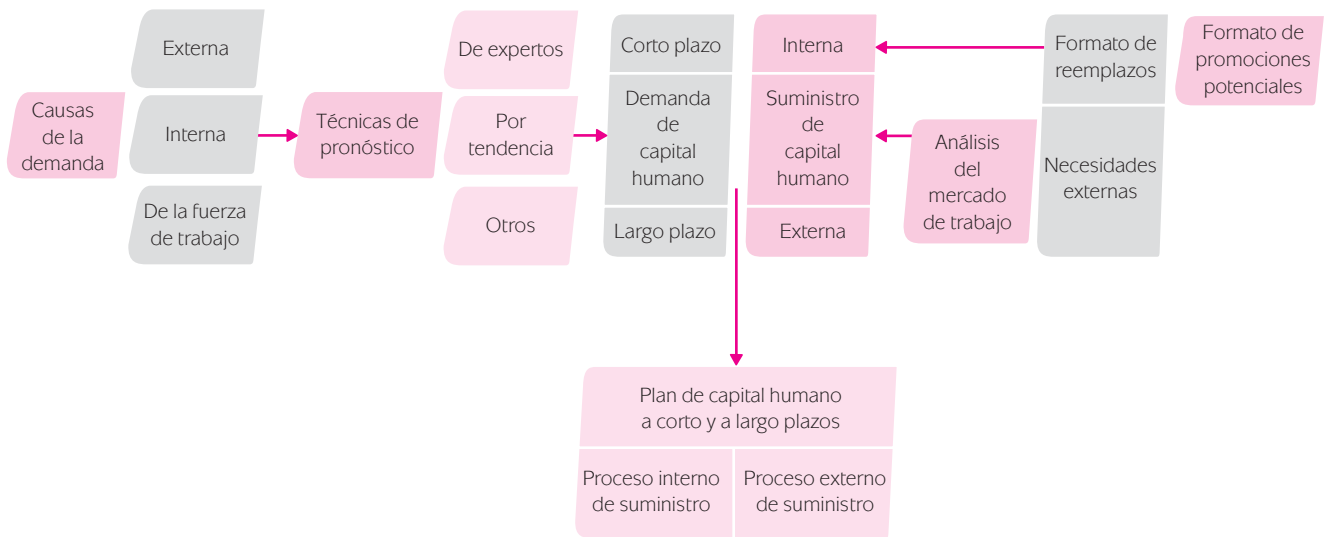 Causas
de la
demanda
Externa
Interna
De la fuerza
de trabajo
Técnicas de
pronóstico
De expertos
Por
tendencia
Otros
Corto plazo
Demanda
de
capital
humano
Largo plazo
Interna
Suministro
de
capital
humano
Externa
Análisis
del
mercado
de trabajo
Formato de
reemplazos
Necesidades
externas
Formato de
promociones
potenciales
Plan de capital humano
a corto y a largo plazos
Proceso interno
de suministro
Proceso externo
de suministro